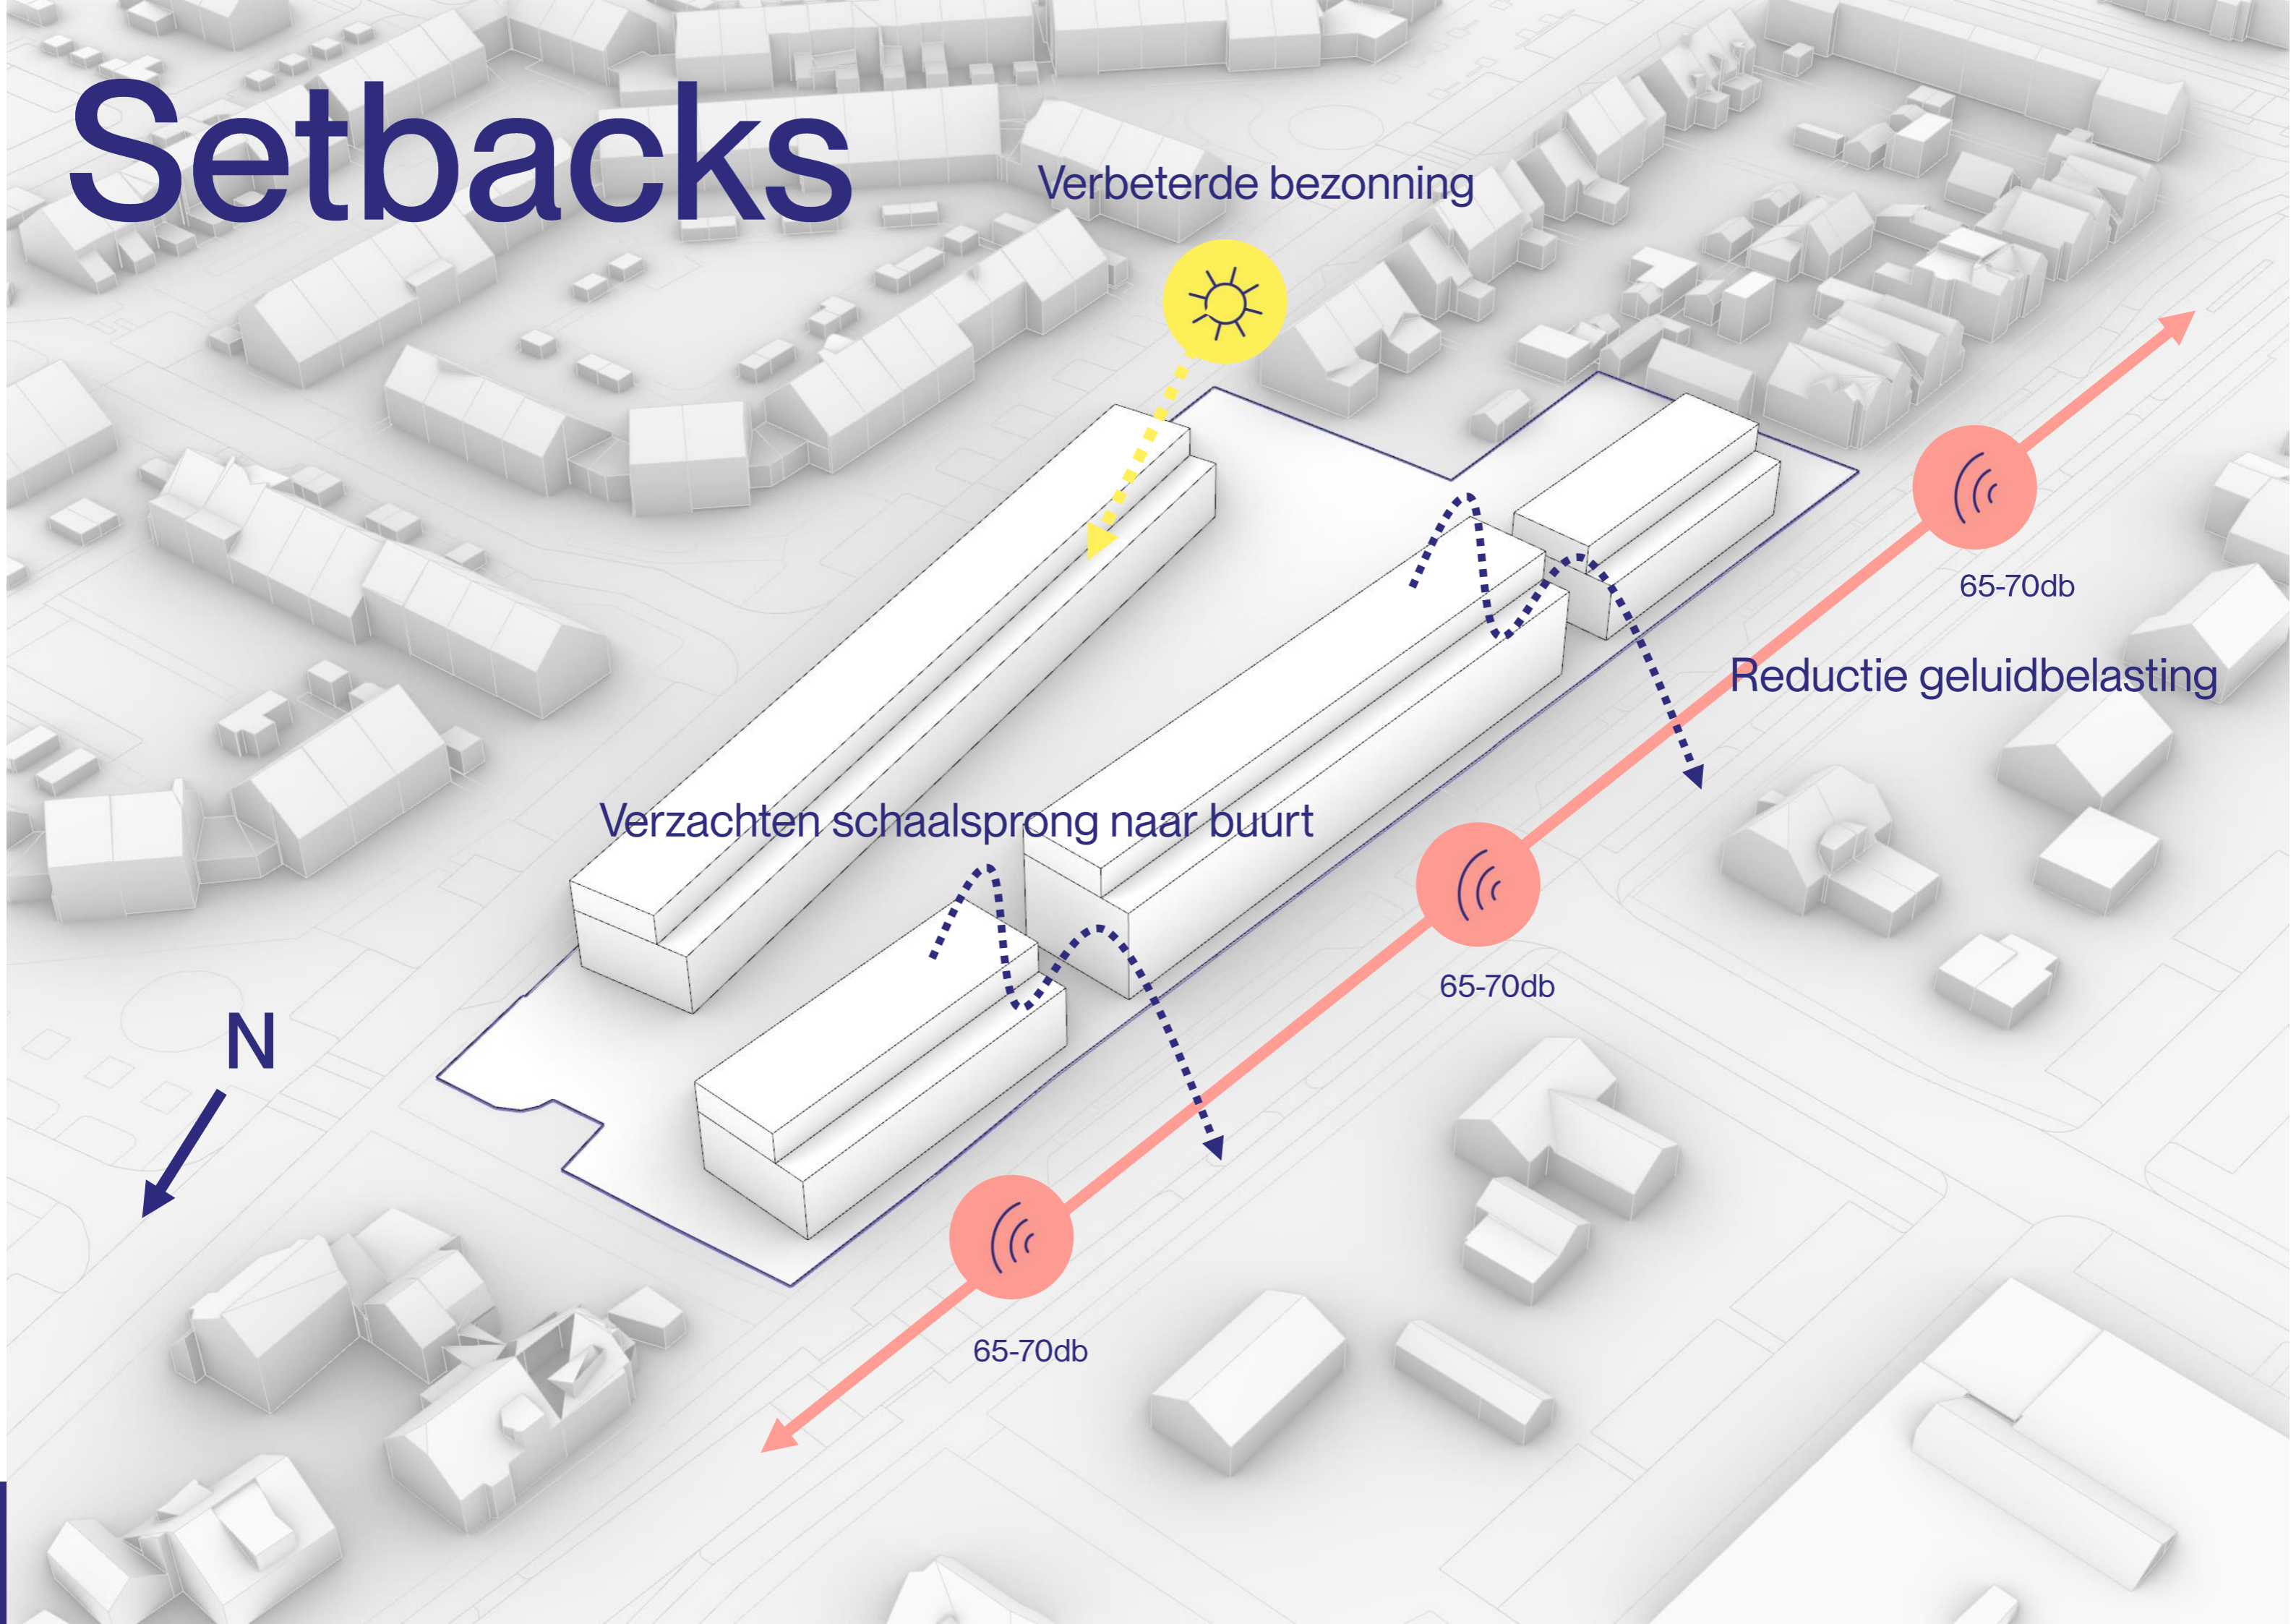 Setbacks
Verbeterde bezonning
65-70db
Reductie geluidbelasting
Verzachten schaalsprong naar buurt
65-70db
N
65-70db